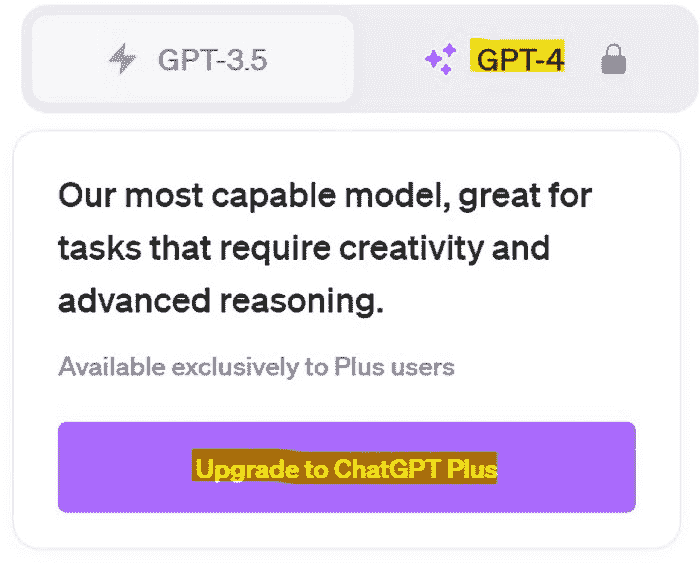 GPT-3.5 GPT-4
Our most capable model, great for
tasks that require creativity and
advanced reasoning.
Available exclusively to Plus users
Upgrade to ChatGPT Plus